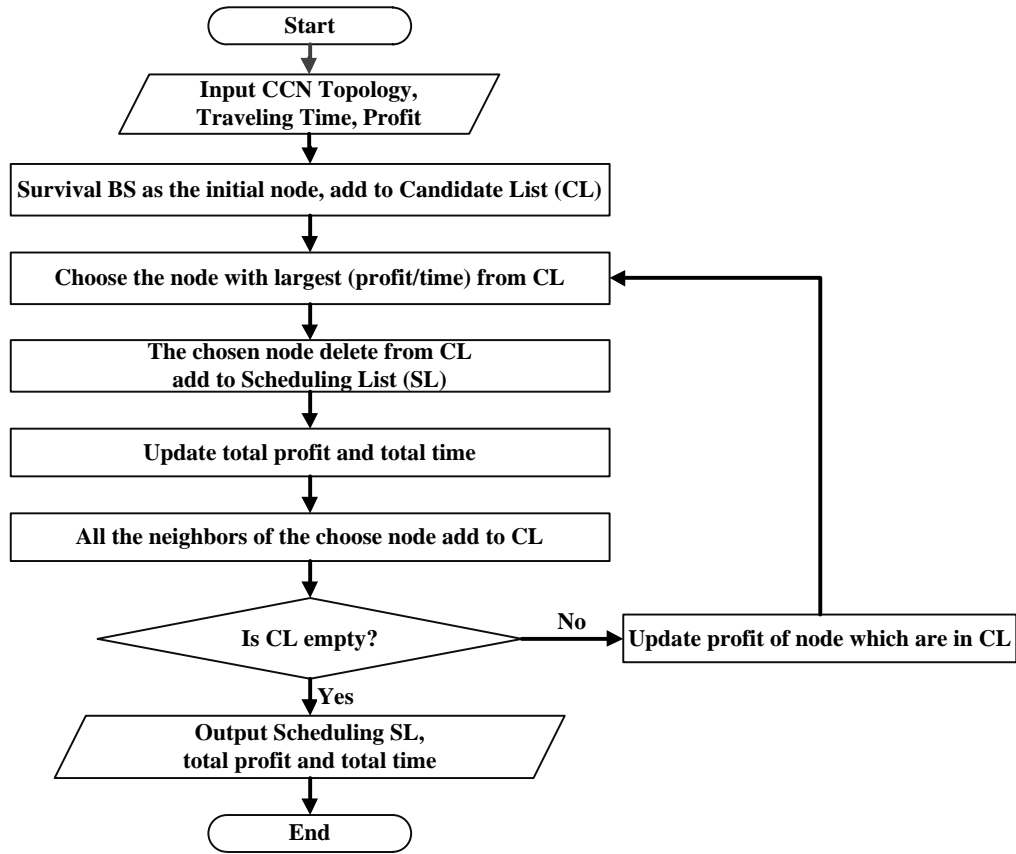 Start
Input CCN Topology,
Traveling Time, Profit
Survival BS as the initial node, add to Candidate List (CL)
Choose the node with largest (profit/time) from CL
The chosen node delete from CL
add to Scheduling List (SL)
Update total profit and total time
All the neighbors of the choose node add to CL
Is CL empty?
No
Update profit of node which are in CL
Yes
Output Scheduling SL,
total profit and total time
End